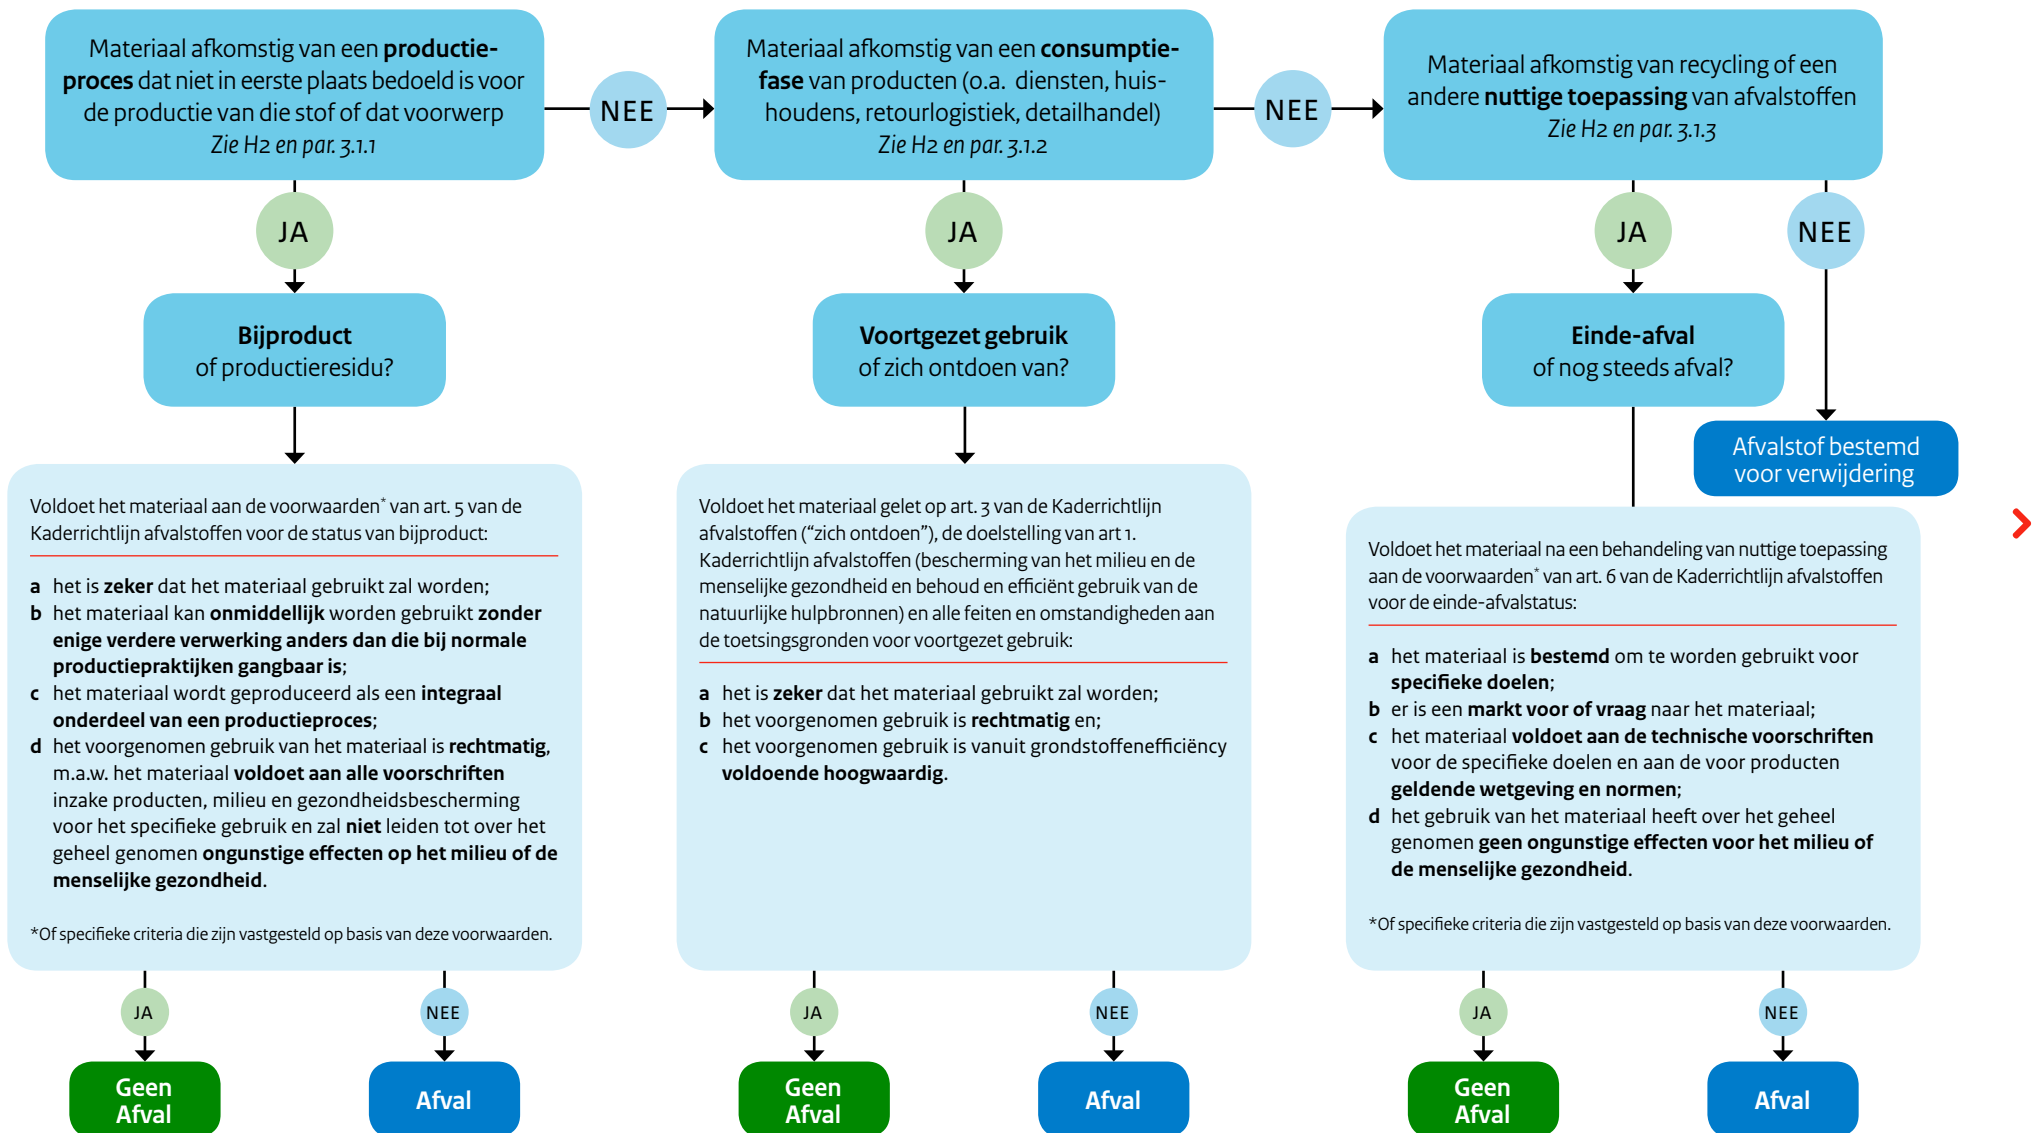 Materiaal afkomstig van een productie-
proces dat niet in eerste plaats bedoeld is voor
de productie van die stof of dat voorwerp
Zie H2 en par. 3.1.1
NEE
Materiaal afkomstig van een consumptie-
fase van producten (o.a. diensten, huis-
houdens, retourlogistiek, detailhandel)
Zie H2 en par. 3.1.2
NEE
Materiaal afkomstig van recycling of een
andere nuttige toepassing van afvalstoffen
Zie H2 en par. 3.1.3
JA
JA
JA
NEE
Bijproduct
of productieresidu?
Voortgezet gebruik
of zich ontdoen van?
Einde-afval
of nog steeds afval?
Afvalstof bestemd
voor verwijdering
Voldoet het materiaal aan de voorwaarden* van art. 5 van de
Kaderrichtlijn afvalstoffen voor de status van bijproduct:
a het is zeker dat het materiaal gebruikt zal worden;
b het materiaal kan onmiddellijk worden gebruikt zonder
enige verdere verwerking anders dan die bij normale
productiepraktijken gangbaar is;
c het materiaal wordt geproduceerd als een integraal
onderdeel van een productieproces;
d het voorgenomen gebruik van het materiaal is rechtmatig,
m.a.w. het materiaal voldoet aan alle voorschriften
inzake producten, milieu en gezondheidsbescherming
voor het specifieke gebruik en zal niet leiden tot over het
geheel genomen ongunstige effecten op het milieu of de
menselijke gezondheid.
*Of specifieke criteria die zijn vastgesteld op basis van deze voorwaarden.
Voldoet het materiaal gelet op art. 3 van de Kaderrichtlijn
afvalstoffen (“zich ontdoen”), de doelstelling van art 1.
Kaderrichtlijn afvalstoffen (bescherming van het milieu en de
menselijke gezondheid en behoud en efficiënt gebruik van de
natuurlijke hulpbronnen) en alle feiten en omstandigheden aan
de toetsingsgronden voor voortgezet gebruik:
a het is zeker dat het materiaal gebruikt zal worden;
b het voorgenomen gebruik is rechtmatig en;
c het voorgenomen gebruik is vanuit grondstoffenefficiëncy
voldoende hoogwaardig.
Voldoet het materiaal na een behandeling van nuttige toepassing
aan de voorwaarden* van art. 6 van de Kaderrichtlijn afvalstoffen
voor de einde-afvalstatus:
a het materiaal is bestemd om te worden gebruikt voor
specifieke doelen;
b er is een markt voor of vraag naar het materiaal;
c het materiaal voldoet aan de technische voorschriften
voor de specifieke doelen en aan de voor producten
geldende wetgeving en normen;
d het gebruik van het materiaal heeft over het geheel
genomen geen ongunstige effecten voor het milieu of
de menselijke gezondheid.
*Of specifieke criteria die zijn vastgesteld op basis van deze voorwaarden.
JA
NEE
JA
NEE
JA
NEE
Geen
Afval
Afval
Geen
Afval
Afval
Geen
Afval
Afval